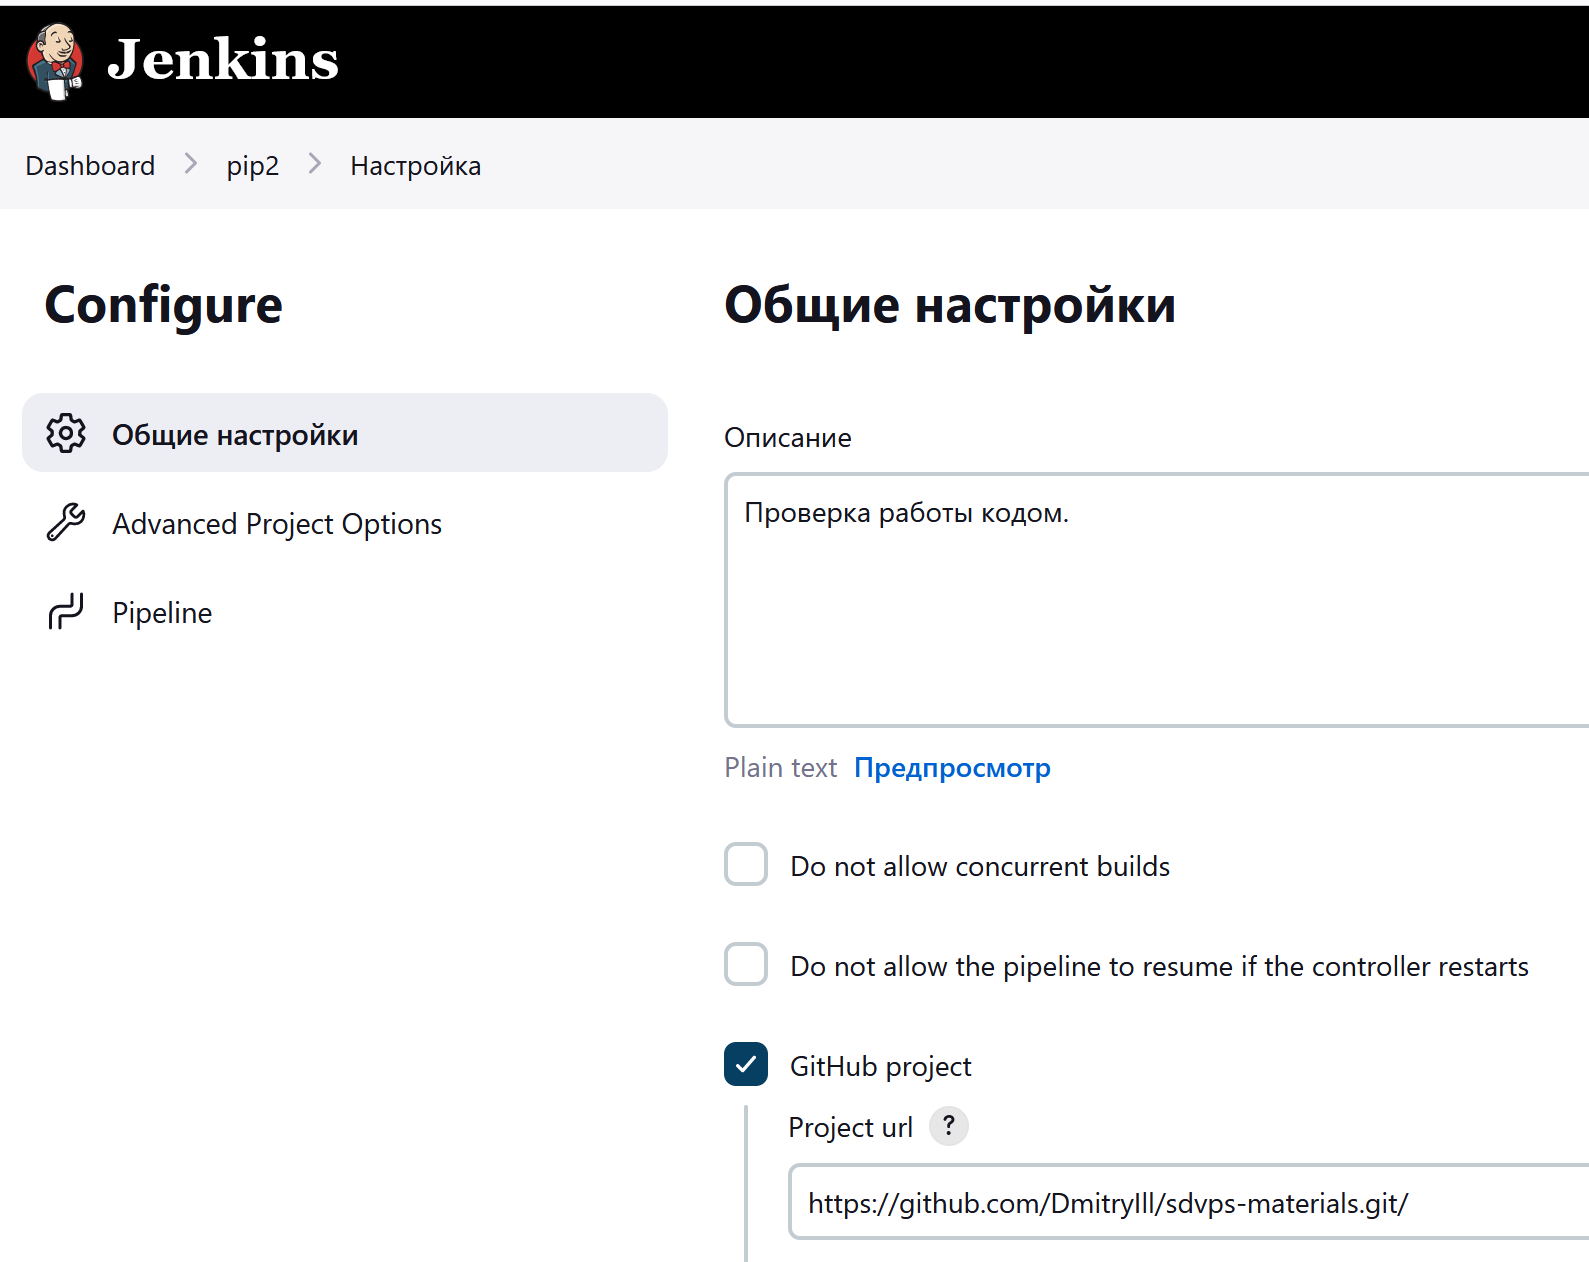 Jenkins
Dashboard > pip2 > Настройка
Configure
Общие настройки
Advanced Project Options
Pipeline
Общие настройки
Описание
Проверка работы кодом.
Plain text Предпросмотр
Do not allow concurrent builds
Do not allow the pipeline to resume if the controller restarts
GitHub project
Project url ?
https://github.com/DmitryIll/sdvps-materials.git/